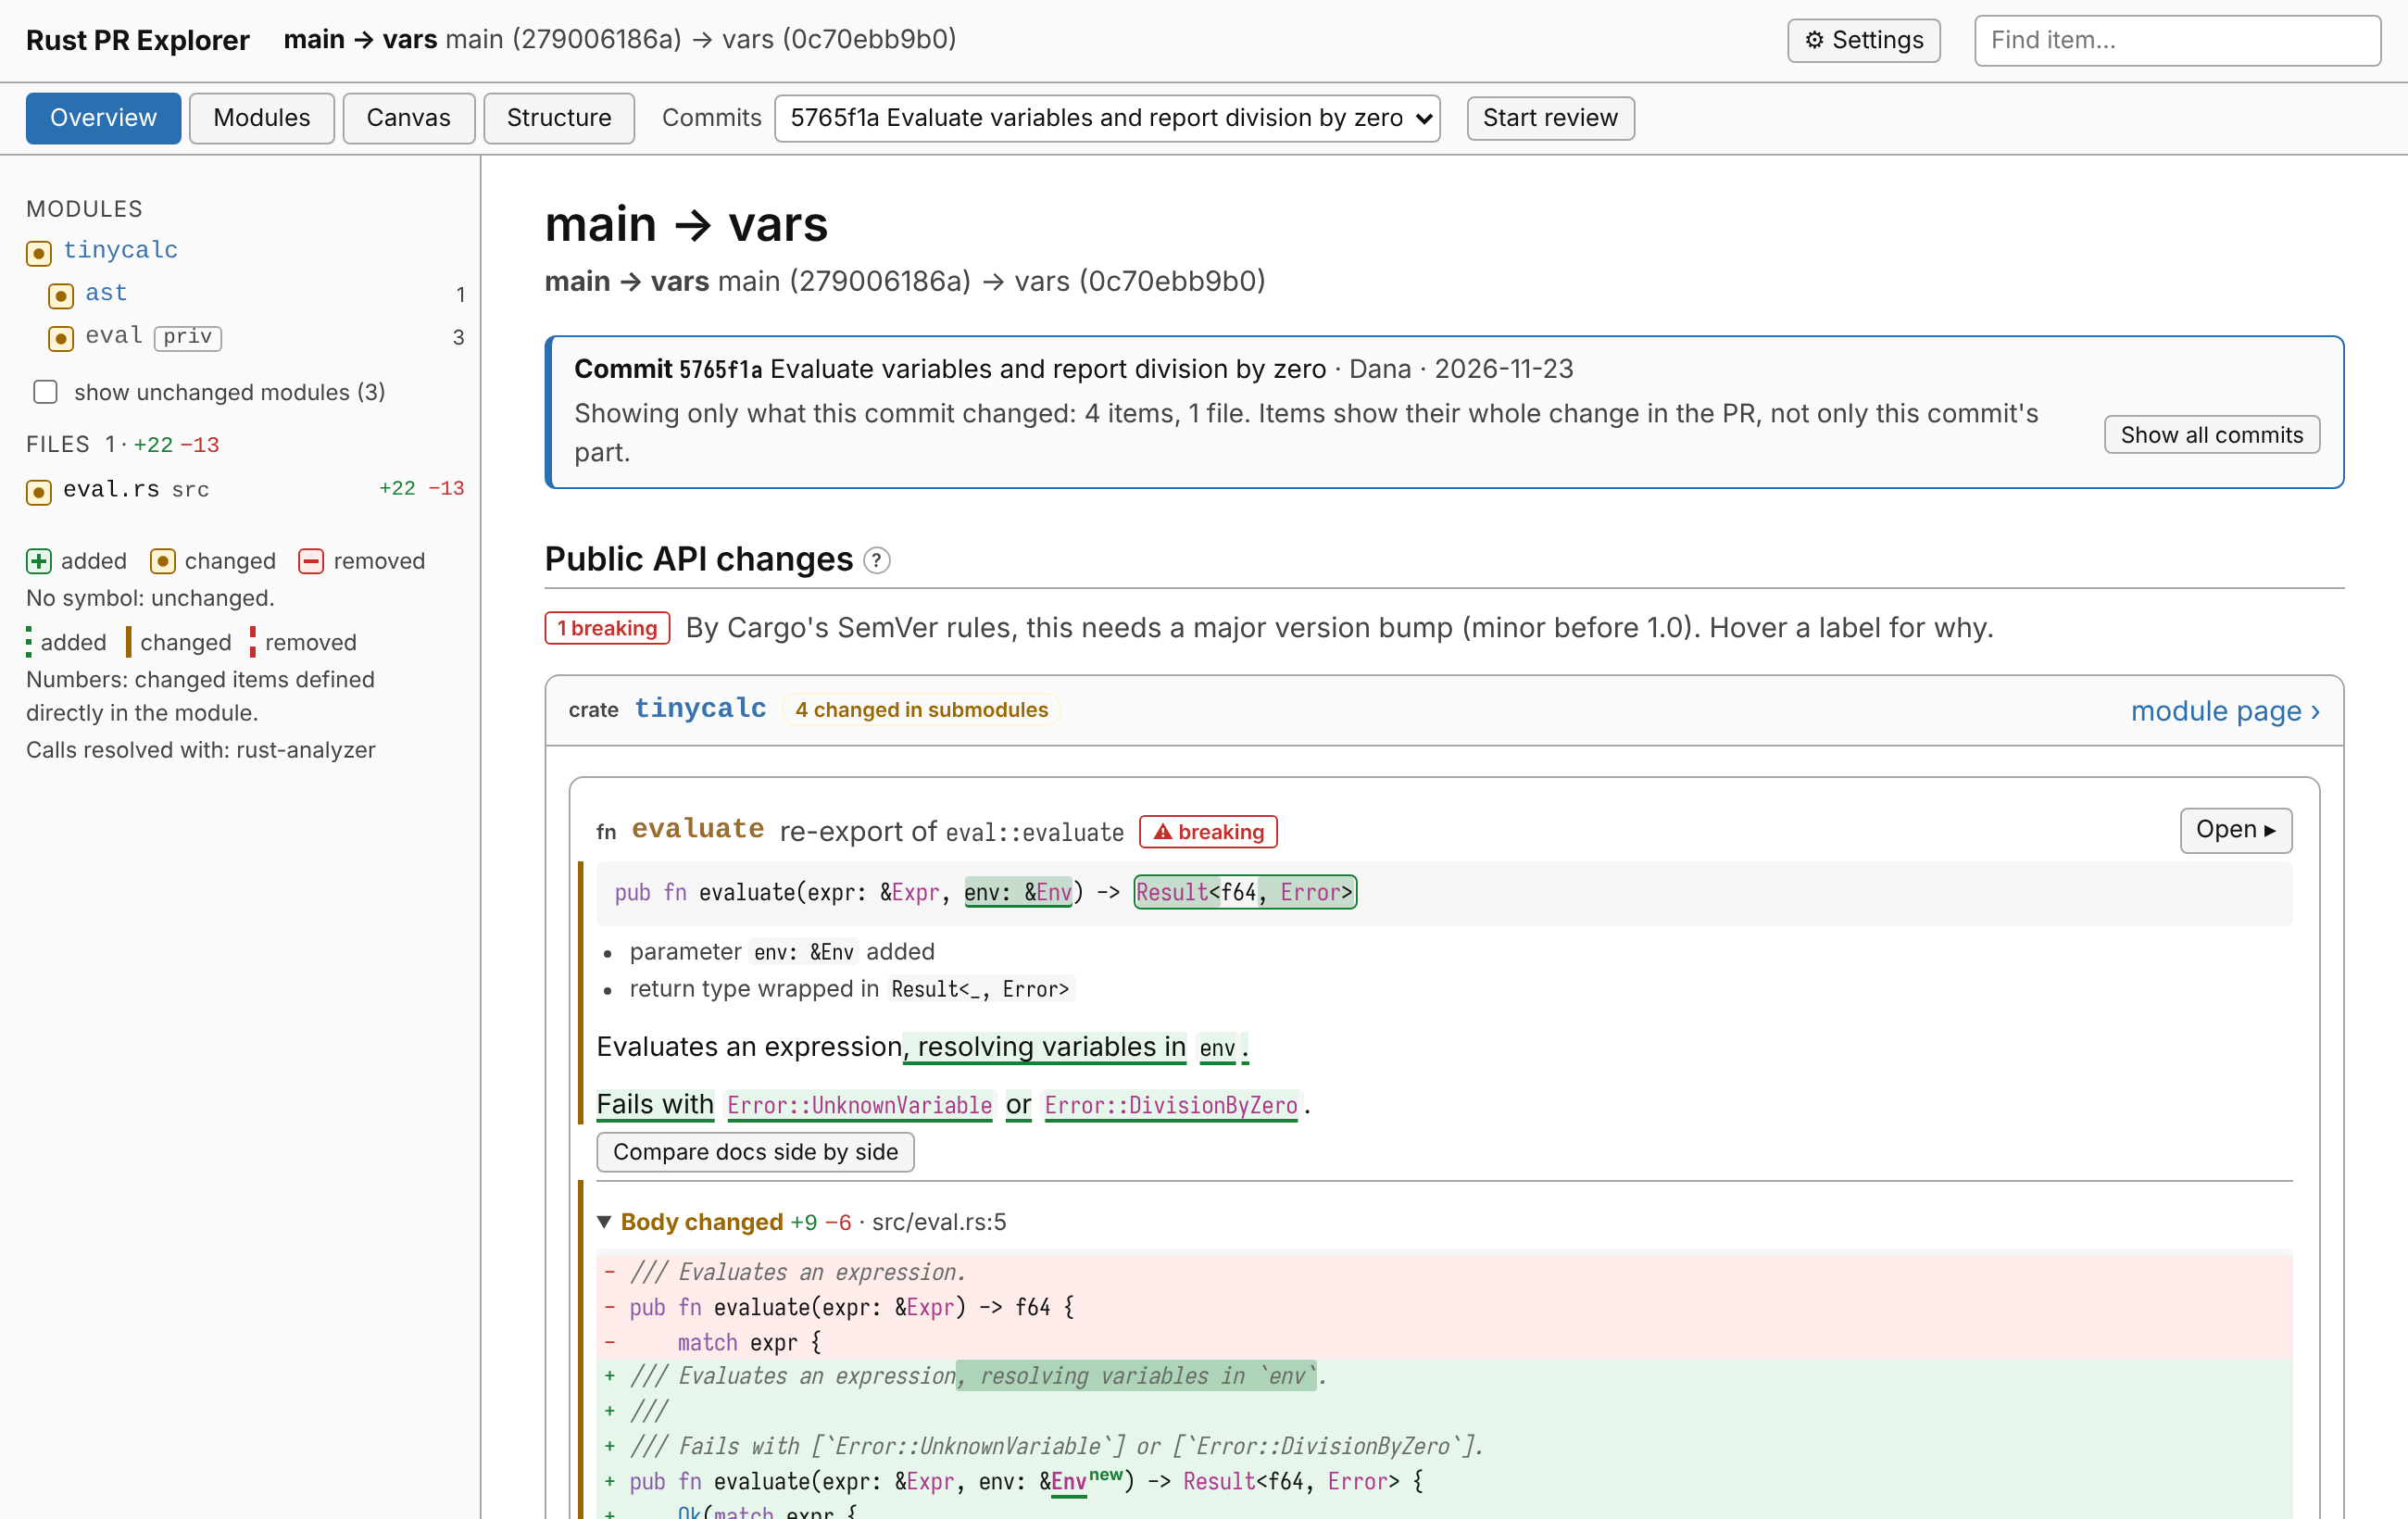 Rust PR Explorer main → vars main (279006186a) → vars (0c70ebb9b0) ⚙ Settings Find item...
Overview Modules Canvas Structure Commits 5765f1a Evaluate variables and report division by zero Start review
MODULES
tinycalc
ast 1
eval priv 3
show unchanged modules (3)
FILES 1 · +22 −13
eval.rs src +22 −13
added changed removed
No symbol: unchanged.
added changed removed
Numbers: changed items defined
directly in the module.
Calls resolved with: rust-analyzer
main → vars
main → vars main (279006186a) → vars (0c70ebb9b0)
Commit 5765f1a Evaluate variables and report division by zero · Dana · 2026-11-23
Showing only what this commit changed: 4 items, 1 file. Items show their whole change in the PR, not only this commit's
part.
Show all commits
Public API changes ?
1 breaking By Cargo's SemVer rules, this needs a major version bump (minor before 1.0). Hover a label for why.
crate tinycalc 4 changed in submodules module page ›
fn evaluate re-export of eval::evaluate ⚠ breaking Open ▸
pub fn evaluate(expr: &Expr, env: &Env) -> Result<f64, Error>
• parameter env: &Env added
• return type wrapped in Result<_, Error>
Evaluates an expression, resolving variables in env.
Fails with Error::UnknownVariable or Error::DivisionByZero.
Compare docs side by side
▼ Body changed +9 −6 · src/eval.rs:5
− /// Evaluates an expression.
− pub fn evaluate(expr: &Expr) -> f64 {
−     match expr {
+ /// Evaluates an expression, resolving variables in `env`.
+ ///
+ /// Fails with [`Error::UnknownVariable`] or [`Error::DivisionByZero`].
+ pub fn evaluate(expr: &Expr, env: &Env new) -> Result<f64, Error> {
+     Ok(match expr {